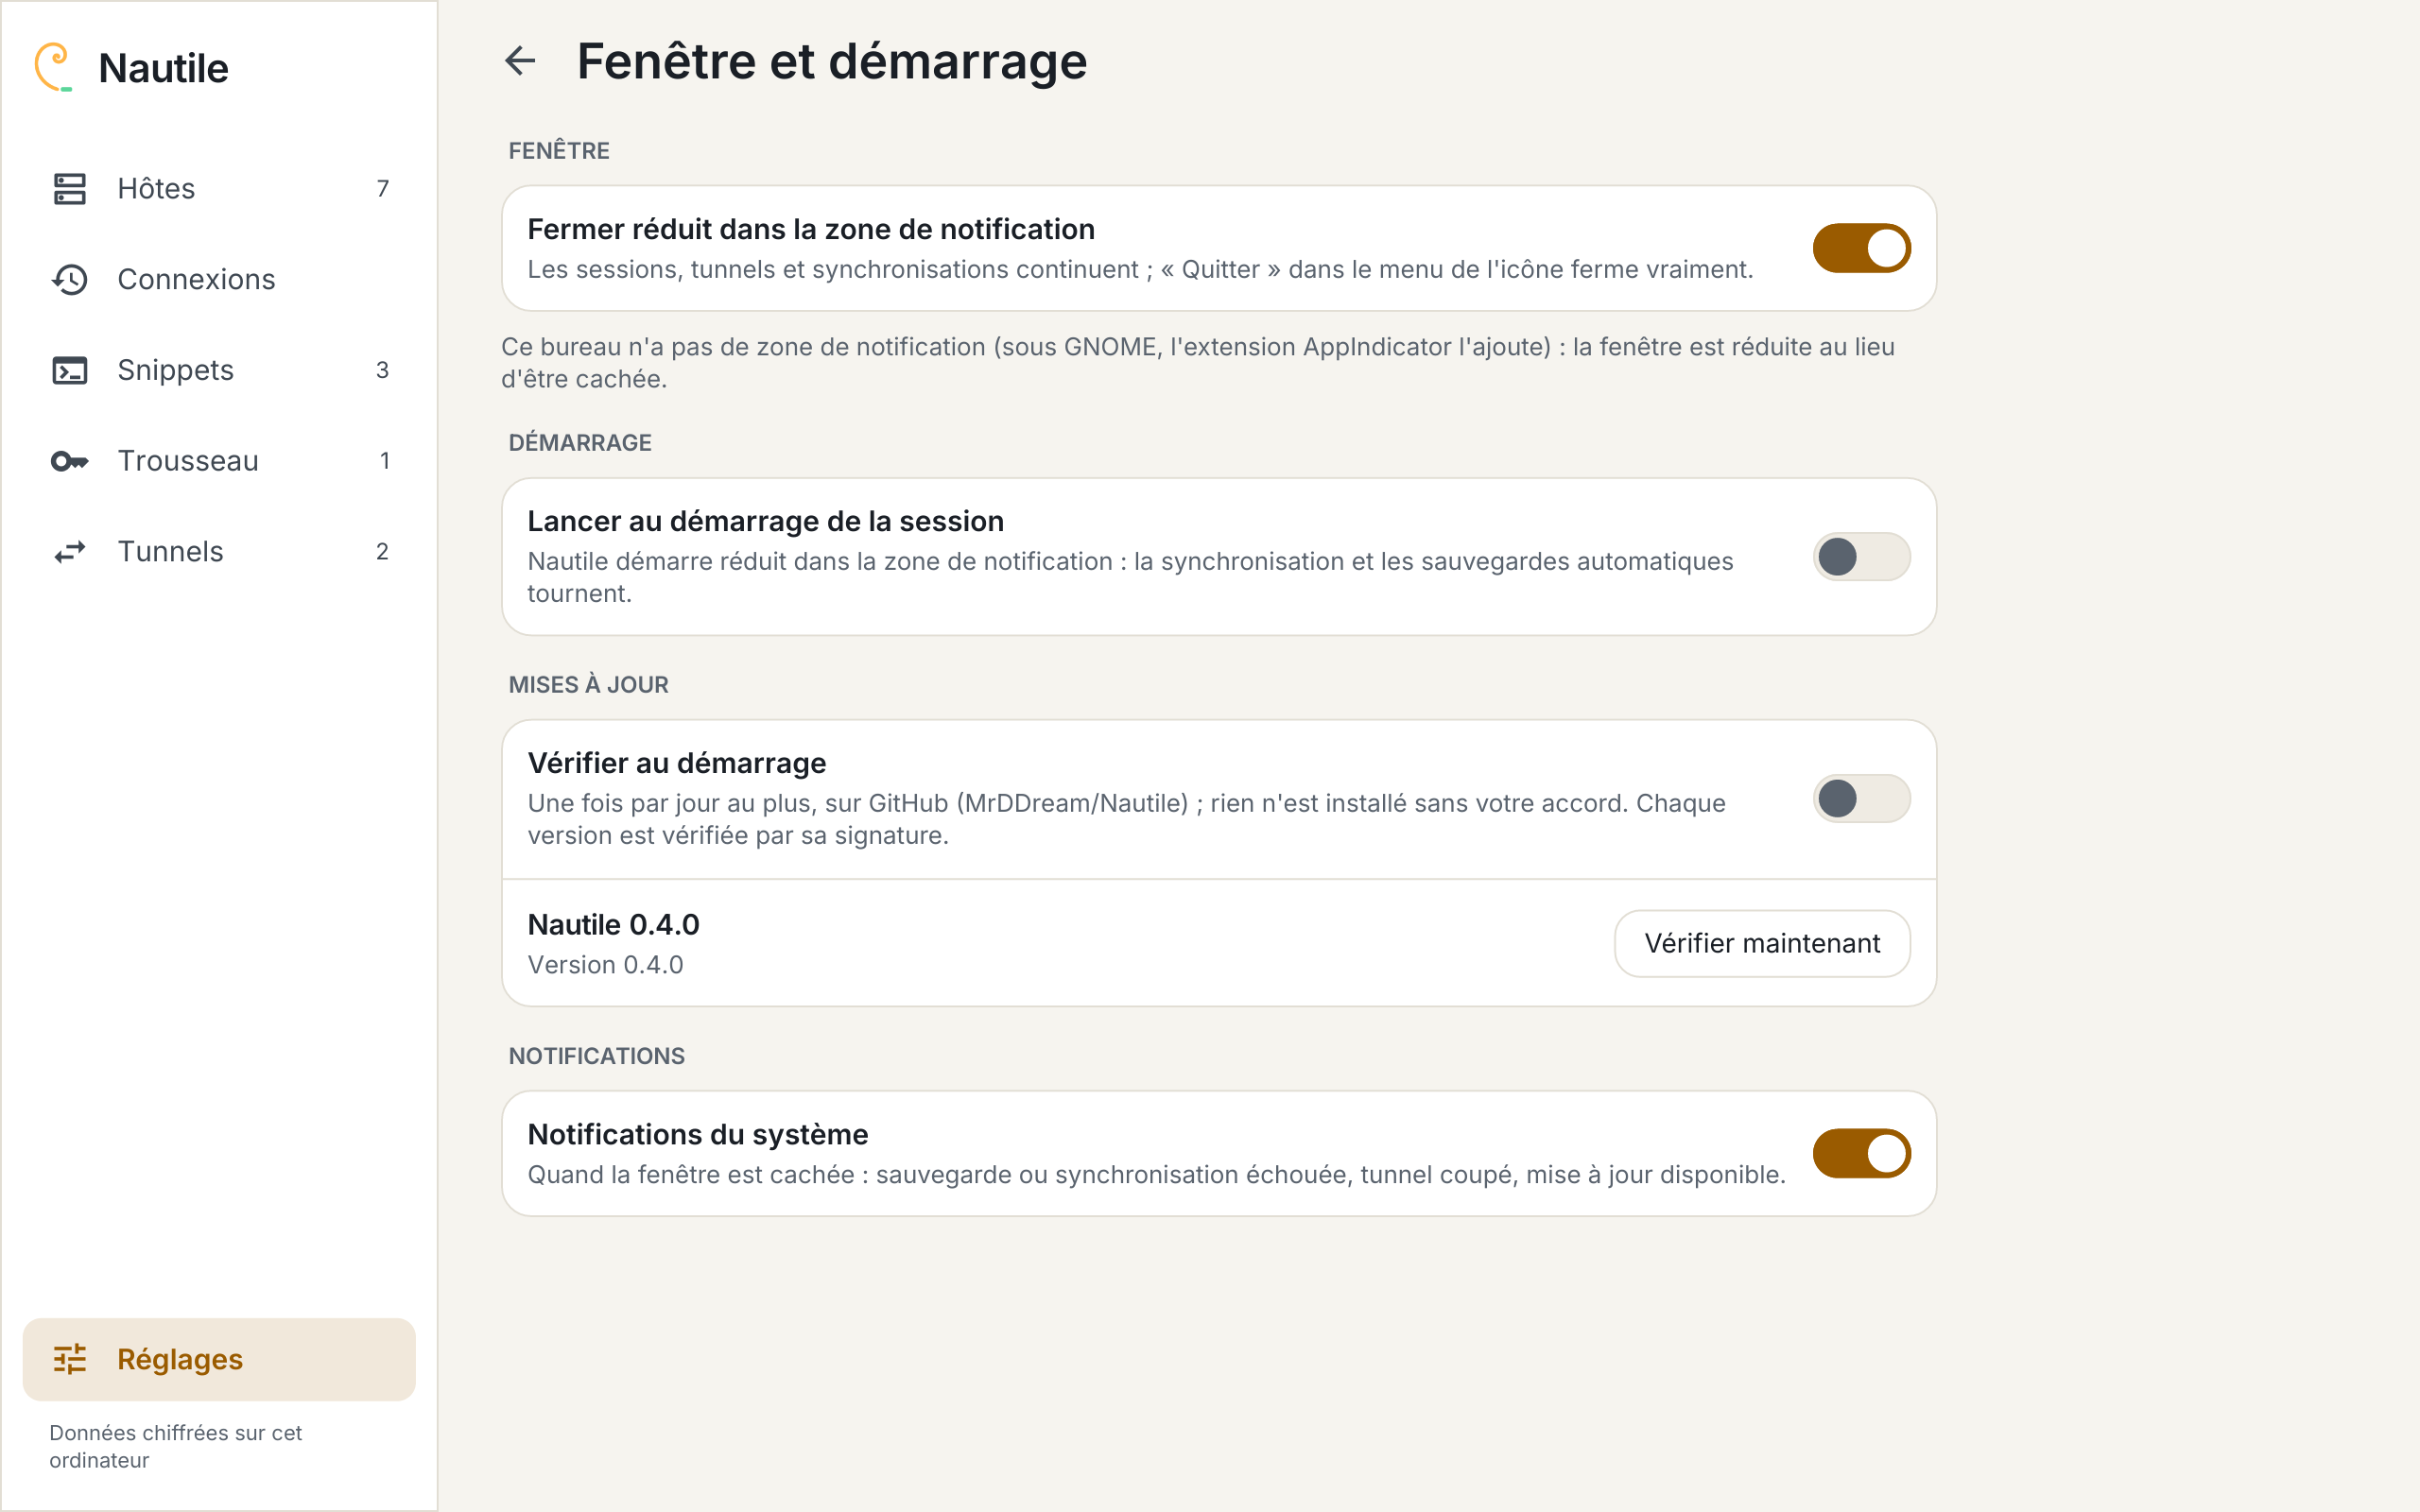 Nautile
Hôtes 7
Connexions
Snippets 3
Trousseau 1
Tunnels 2
Réglages
Données chiffrées sur cet
ordinateur
Fenêtre et démarrage
FENÊTRE
Fermer réduit dans la zone de notification
Les sessions, tunnels et synchronisations continuent ; « Quitter » dans le menu de l'icône ferme vraiment.
Ce bureau n'a pas de zone de notification (sous GNOME, l'extension AppIndicator l'ajoute) : la fenêtre est réduite au lieu
d'être cachée.
DÉMARRAGE
Lancer au démarrage de la session
Nautile démarre réduit dans la zone de notification : la synchronisation et les sauvegardes automatiques
tournent.
MISES À JOUR
Vérifier au démarrage
Une fois par jour au plus, sur GitHub (MrDDream/Nautile) ; rien n'est installé sans votre accord. Chaque
version est vérifiée par sa signature.
Nautile 0.4.0
Version 0.4.0
Vérifier maintenant
NOTIFICATIONS
Notifications du système
Quand la fenêtre est cachée : sauvegarde ou synchronisation échouée, tunnel coupé, mise à jour disponible.